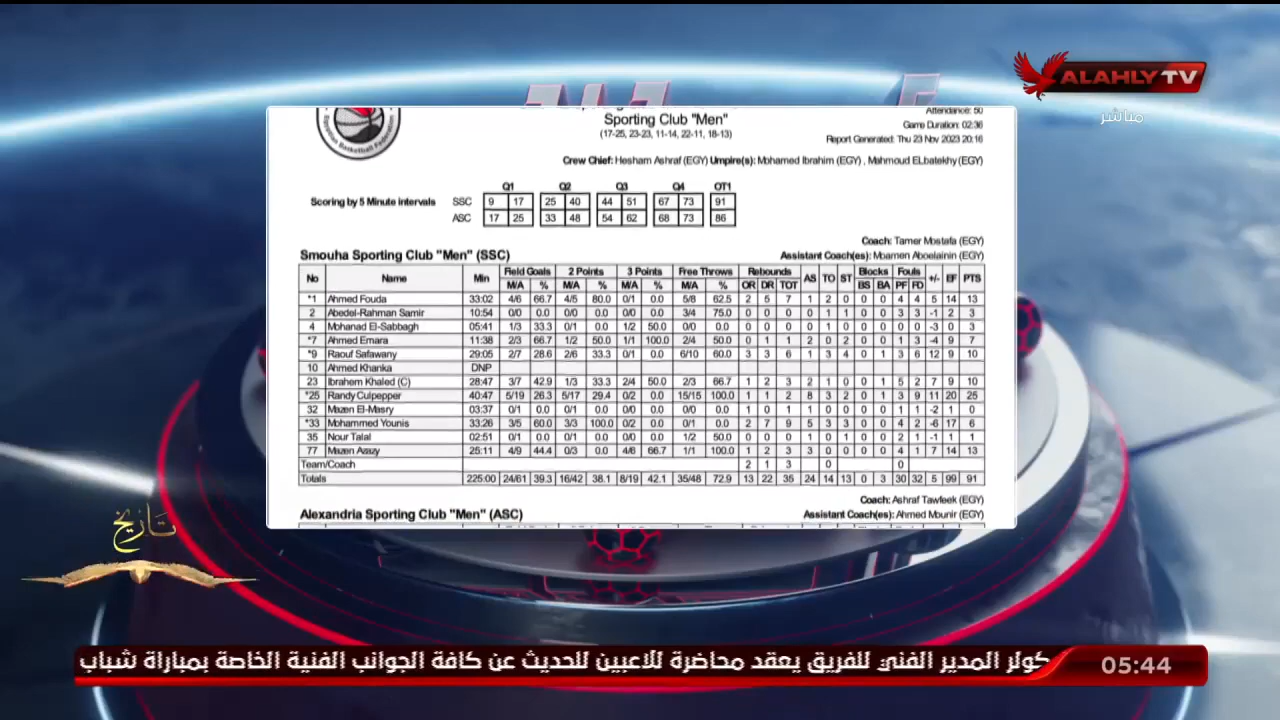 ALAHLY TV
مباشر
Attendance: 50
Sporting Club "Men"
Game Duration: 02:36
(17-25, 23-23, 11-14, 22-11, 18-13)
Report Generated: Thu 23 Nov 2023 20:16
Egyptian Basketball Federation
Crew Chief: Hesham Ashraf (EGY) Umpire(s): Mohamed Ibrahim (EGY) , Mahmoud ELbatekhy (EGY)
Q1 Q2 Q3 Q4 OT1
Scoring by 5 Minute intervals SSC 9 17 25 40 44 51 67 73 91
ASC 17 25 33 48 54 62 68 73 86
Coach: Tamer Mostafa (EGY)
Smouha Sporting Club "Men" (SSC) Assistant Coach(es): Moamen Aboelainin (EGY)
No Name Min Field Goals 2 Points 3 Points Free Throws Rebounds AS TO ST Blocks Fouls +/- EF PTS
M/A % M/A % M/A % M/A % OR DR TOT BS BA PF FD
*1 Ahmed Fouda 33:02 4/6 66.7 4/5 80.0 0/1 0.0 5/8 62.5 2 5 7 1 2 0 0 0 4 4 5 14 13
2 Abedel-Rahman Samir 10:54 0/0 0.0 0/0 0.0 0/0 0.0 3/4 75.0 0 0 0 0 1 1 0 0 3 3 -1 2 3
4 Mohanad El-Sabbagh 05:41 1/3 33.3 0/1 0.0 1/2 50.0 0/0 0.0 0 0 0 0 1 0 0 0 0 0 -3 0 3
*7 Ahmed Emara 11:38 2/3 66.7 1/2 50.0 1/1 100.0 2/4 50.0 0 1 1 2 0 2 0 0 1 3 -4 9 7
*9 Raouf Safawany 29:05 2/7 28.6 2/6 33.3 0/1 0.0 6/10 60.0 3 3 6 1 3 4 0 1 3 6 12 9 10
10 Ahmed Khanka DNP
23 Ibrahem Khaled (C) 28:47 3/7 42.9 1/3 33.3 2/4 50.0 2/3 66.7 1 2 3 2 1 0 0 1 5 2 7 9 10
*25 Randy Culpepper 40:47 5/19 26.3 5/17 29.4 0/2 0.0 15/15 100.0 1 1 2 8 3 2 0 1 3 9 11 20 25
32 Mazen El-Masry 03:37 0/1 0.0 0/1 0.0 0/0 0.0 0/0 0.0 1 0 1 0 0 0 0 0 1 1 -2 1 0
*33 Mohammed Younis 33:26 3/5 60.0 3/3 100.0 0/2 0.0 0/1 0.0 2 7 9 5 3 3 0 0 4 2 -6 17 6
35 Nour Talal 02:51 0/1 0.0 0/1 0.0 0/0 0.0 1/2 50.0 0 0 0 1 0 1 0 0 2 1 -1 1 1
77 Mazen Azazy 25:11 4/9 44.4 0/3 0.0 4/6 66.7 1/1 100.0 1 2 3 3 0 0 0 0 4 1 7 14 13
Team/Coach 2 1 3 0 0
Totals 225:00 24/61 39.3 16/42 38.1 8/19 42.1 35/48 72.9 13 22 35 24 14 13 0 3 30 32 5 99 91
Coach: Ashraf Tawfeek (EGY)
Alexandria Sporting Club "Men" (ASC) Assistant Coach(es): Ahmed Mounir (EGY)
تاريخ
كولر المدير الفني للفريق يعقد محاضرة للاعبين للحديث عن كافة الجوانب الفنية الخاصة بمباراة شباب
05:44